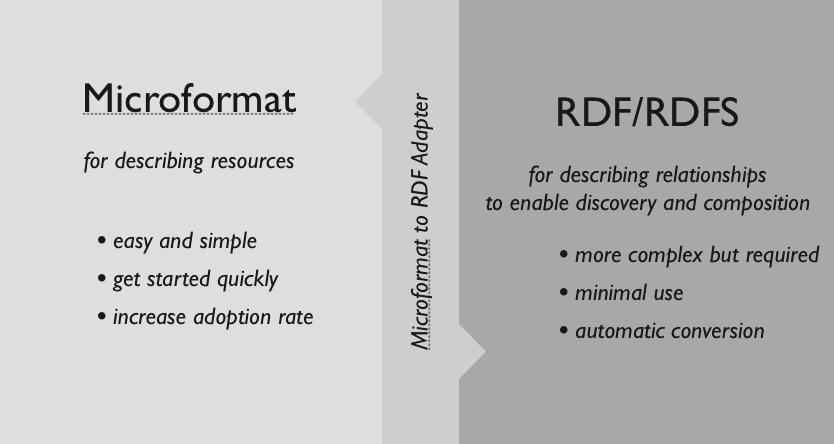 Microformat
for describing resources
• easy and simple
• get started quickly
• increase adoption rate
Microformat to RDF Adapter
RDF/RDFS
for describing relationships
to enable discovery and composition
• more complex but required
• minimal use
• automatic conversion